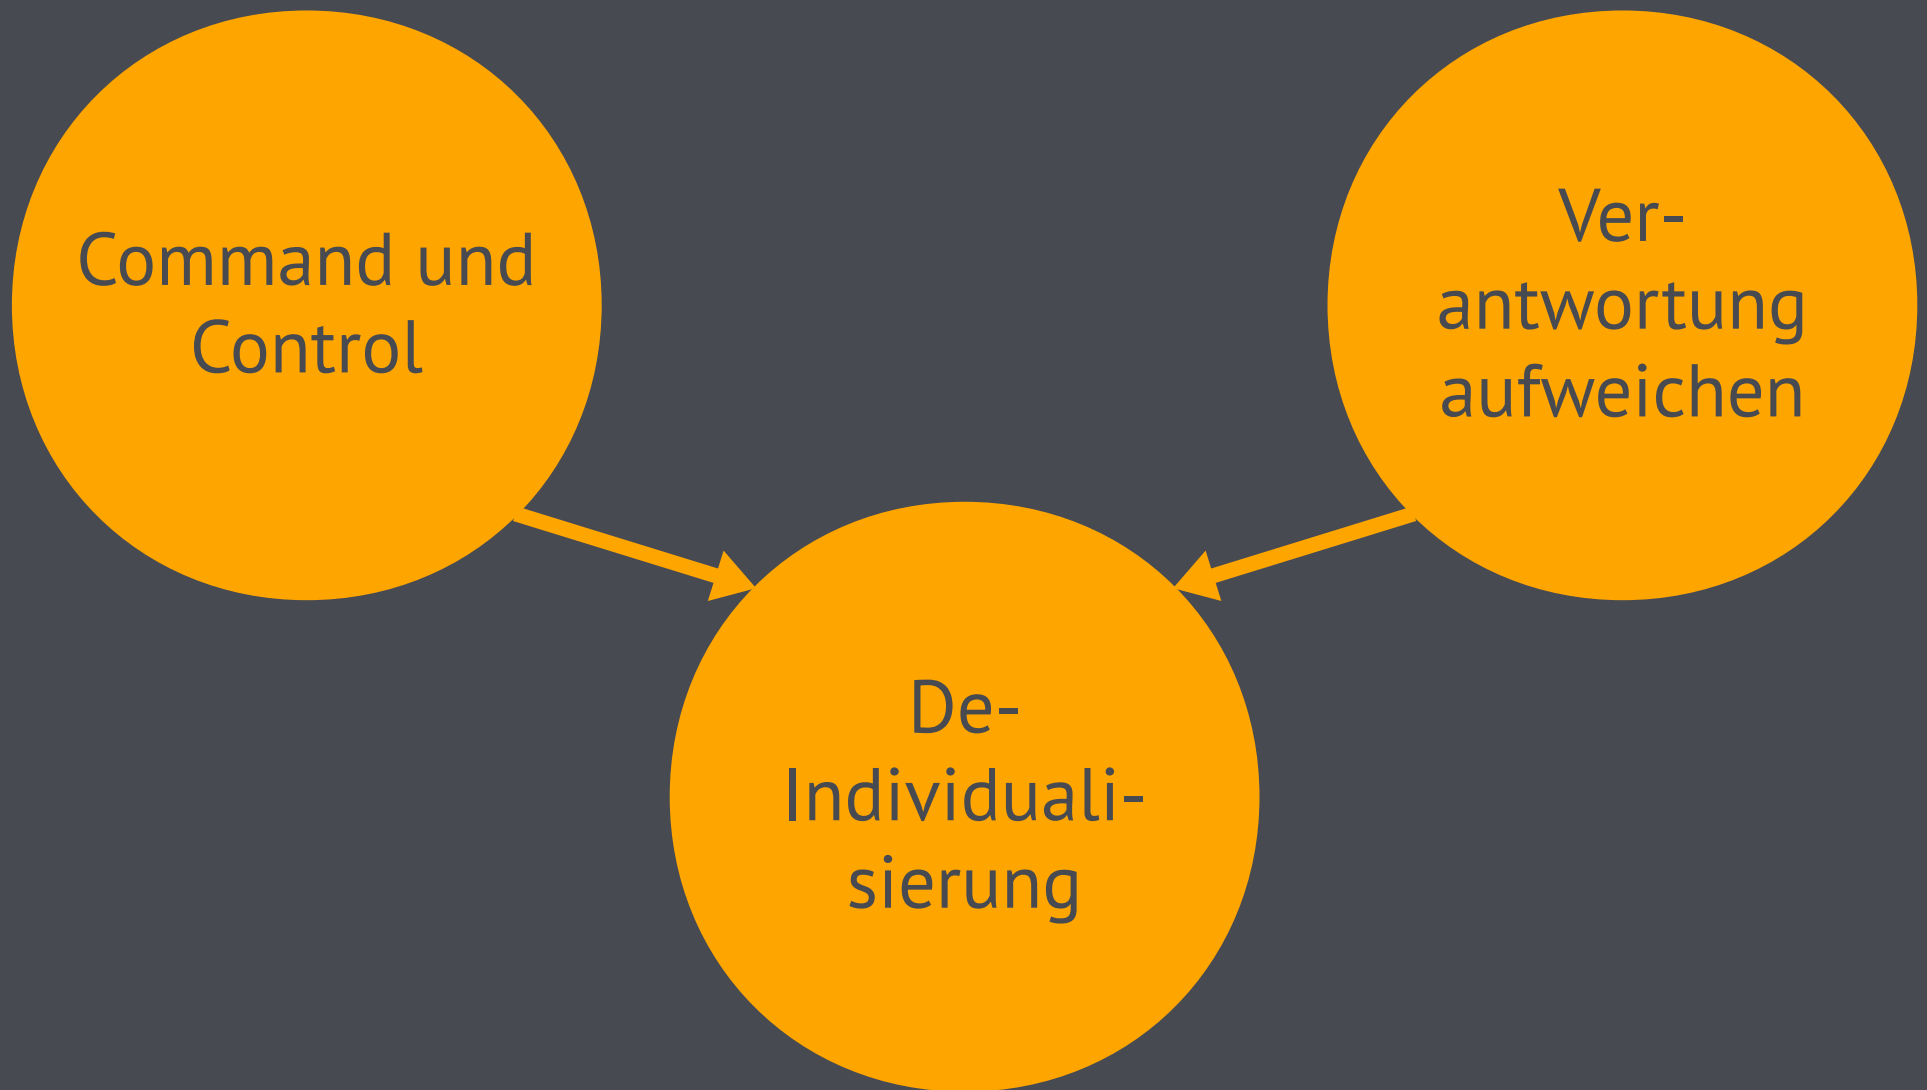 Command und
Control
Ver-
antwortung
aufweichen
De-
Individuali-
sierung